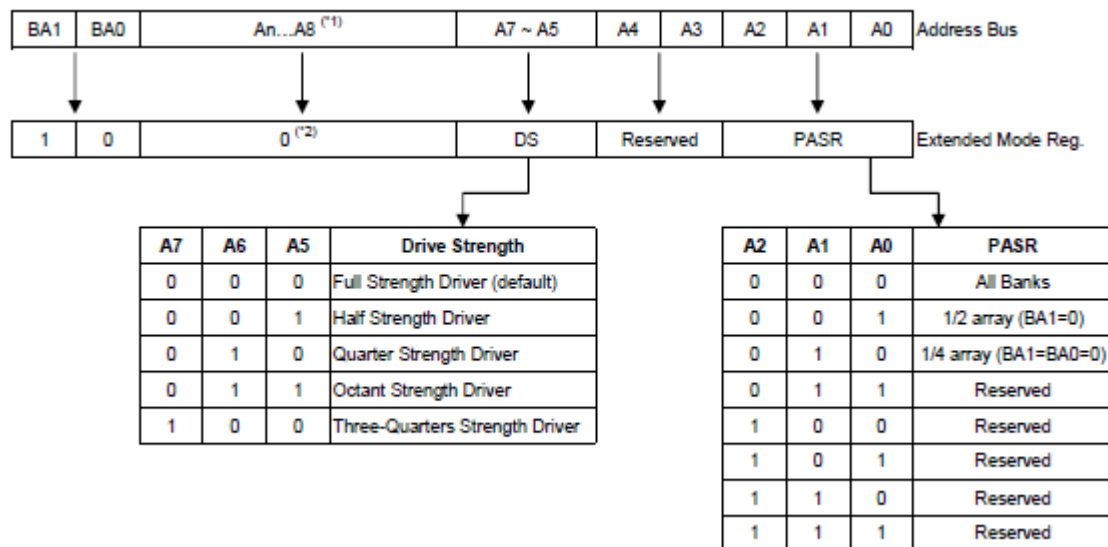 BA1 BA0 An...A8 (*1) A7 ~ A5 A4 A3 A2 A1 A0 Address Bus
1 0 0 (*2) DS Reserved PASR Extended Mode Reg.
A7 A6 A5 Drive Strength
0 0 0 Full Strength Driver (default)
0 0 1 Half Strength Driver
0 1 0 Quarter Strength Driver
0 1 1 Octant Strength Driver
1 0 0 Three-Quarters Strength Driver
A2 A1 A0 PASR
0 0 0 All Banks
0 0 1 1/2 array (BA1=0)
0 1 0 1/4 array (BA1=BA0=0)
0 1 1 Reserved
1 0 0 Reserved
1 0 1 Reserved
1 1 0 Reserved
1 1 1 Reserved